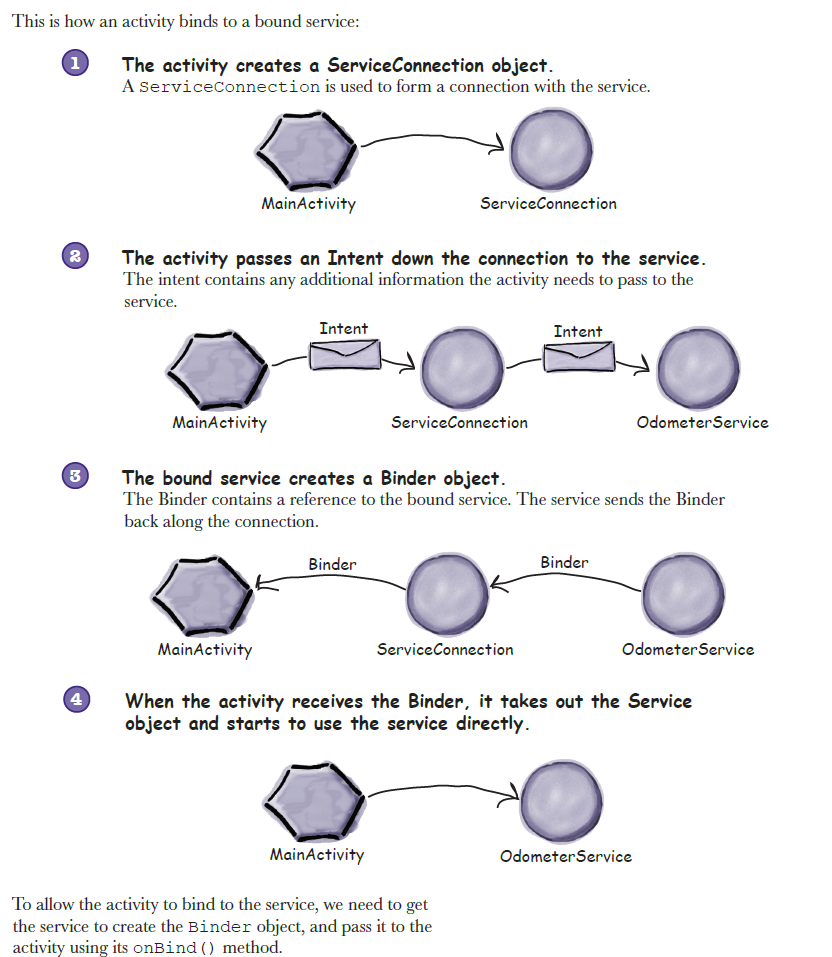 This is how an activity binds to a bound service:
1
The activity creates a ServiceConnection object.
A ServiceConnection is used to form a connection with the service.
MainActivity
ServiceConnection
2
The activity passes an Intent down the connection to the service.
The intent contains any additional information the activity needs to pass to the
service.
Intent
Intent
MainActivity
ServiceConnection
OdometerService
3
The bound service creates a Binder object.
The Binder contains a reference to the bound service. The service sends the Binder
back along the connection.
Binder
Binder
MainActivity
ServiceConnection
OdometerService
4
When the activity receives the Binder, it takes out the Service
object and starts to use the service directly.
MainActivity
OdometerService
To allow the activity to bind to the service, we need to get
the service to create the Binder object, and pass it to the
activity using its onBind() method.